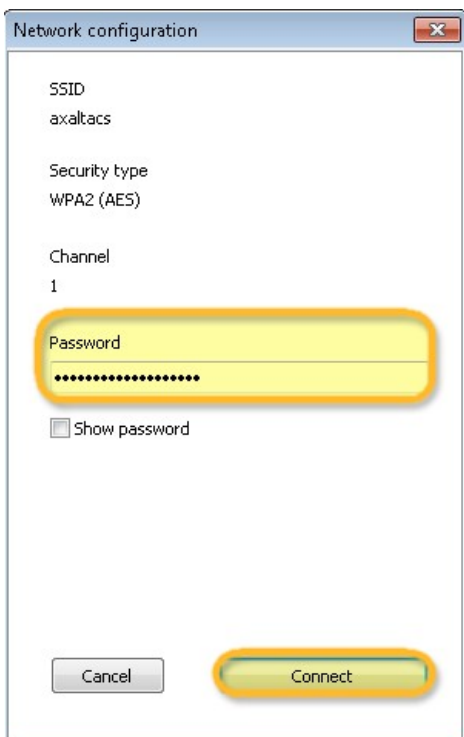 Network configuration
SSID
axaltacs
Security type
WPA2 (AES)
Channel
1
Password
•••••••••••••••••••
Show password
Cancel
Connect